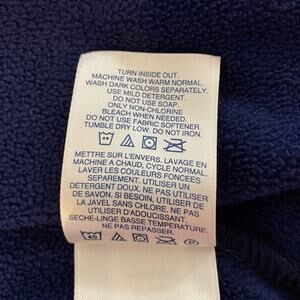 TURN INSIDE OUT.
MACHINE WASH WARM NORMAL.
WASH DARK COLORS SEPARATELY.
USE MILD DETERGENT.
DO NOT USE SOAP.
ONLY NON-CHLORINE
BLEACH WHEN NEEDED.
DO NOT USE FABRIC SOFTENER.
TUMBLE DRY LOW. DO NOT IRON.
METTRE SUR L'ENVERS. LAVAGE EN
MACHINE A CHAUD, CYCLE NORMAL.
LAVER LES COULEURS FONCÉES
SEPAREMENT. UTILISER UN
DETERGENT DOUX. NE PAS UTILISER
DE SAVON. SI BESOIN, UTILISER DE
LA JAVEL SANS CHLORE. NE PAS
UTILISER D'ADOUCISSANT.
SECHE-LINGE BASSE TEMPERATURE.
NE PAS REPASSER.
40
P